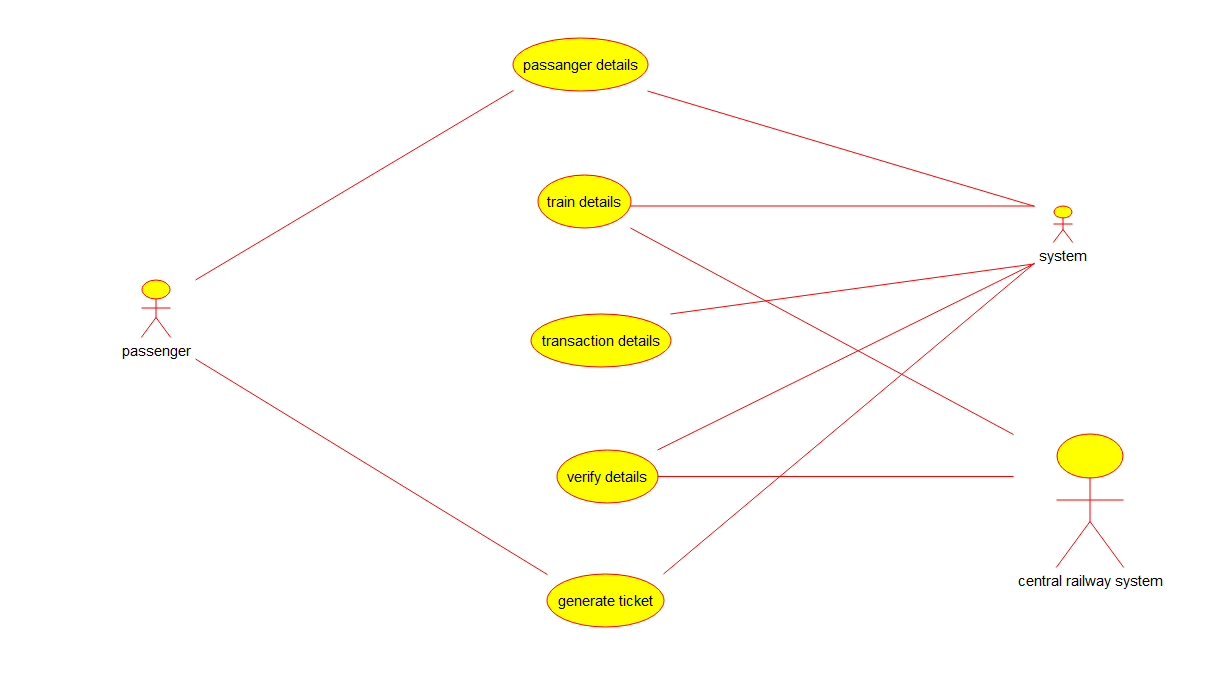 passanger details
train details
system
transaction details
passenger
verify details
central railway system
generate ticket